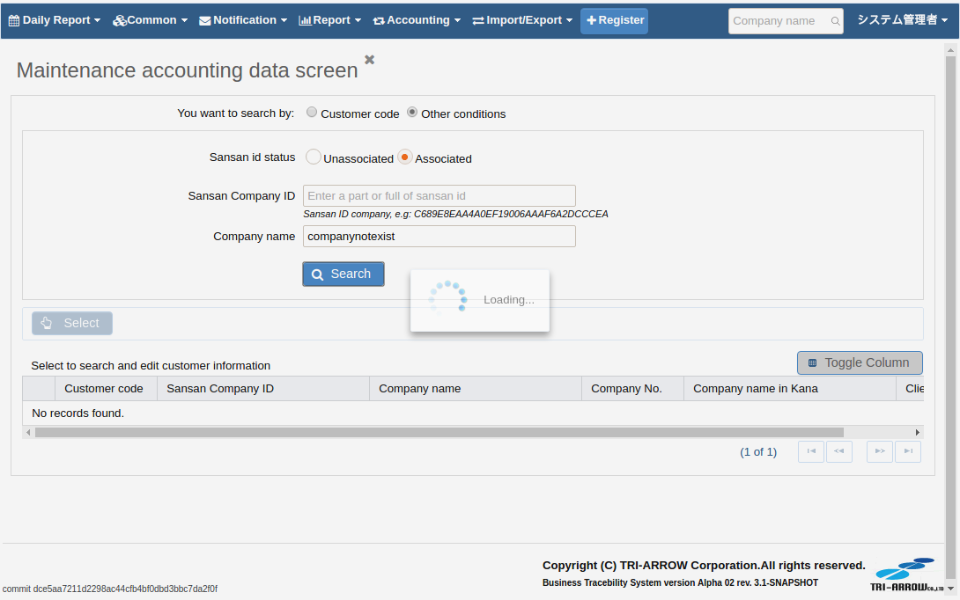 Daily Report Common Notification Report Accounting Import/Export Register Company name システム管理者
Maintenance accounting data screen
You want to search by: Customer code Other conditions
Sansan id status Unassociated Associated
Sansan Company ID Enter a part or full of sansan id
Sansan ID company, e.g: C689E8EAA4A0EF19006AAAF6A2DCCCEA
Company name companynotexist
Search
Loading...
Select
Select to search and edit customer information Toggle Column
Customer code Sansan Company ID Company name Company No. Company name in Kana Clie
No records found.
(1 of 1)
Copyright (C) TRI-ARROW Corporation.All rights reserved.
Business Tracebility System version Alpha 02 rev. 3.1-SNAPSHOT
TRI-ARROW CO.,LTD
commit dce5aa7211d2298ac44cfb4bf0dbd3bbc7da2f0f